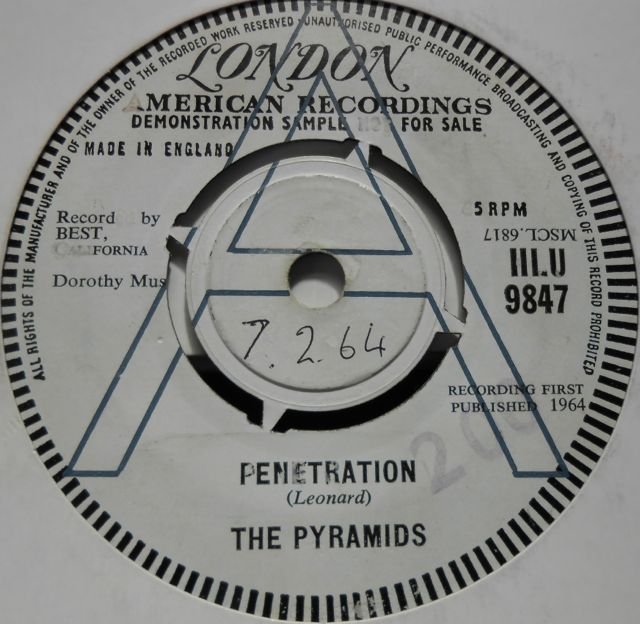 ALL RIGHTS OF THE MANUFACTURER AND OF THE OWNER OF THE RECORDED WORK RESERVED · UNAUTHORISED PUBLIC PERFORMANCE BROADCASTING AND COPYING OF THIS RECORD PROHIBITED
LONDON
AMERICAN RECORDINGS
DEMONSTRATION SAMPLE NOT FOR SALE
MADE IN ENGLAND
Record by
BEST,
CALIFORNIA
Dorothy Mus
5 RPM
MSCL.6817
HLU
9847
7.2.64
RECORDING FIRST
PUBLISHED 1964
A
PENETRATION
(Leonard)
THE PYRAMIDS